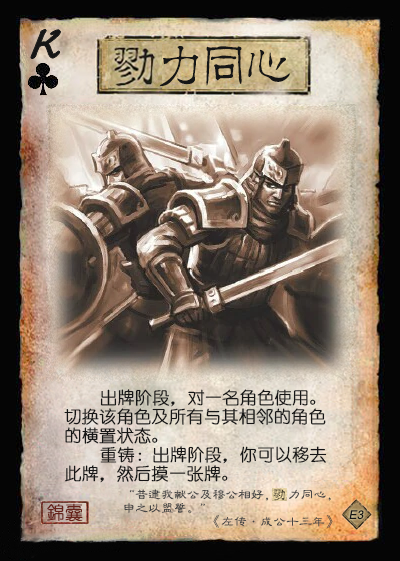 K
勠力同心
出牌阶段，对一名角色使用。
切换该角色及所有与其相邻的角色
的横置状态。
重铸：出牌阶段，你可以移去
此牌，然后摸一张牌。
“昔逮我献公及穆公相好，勠力同心，
申之以盟誓。”
《左传·成公十三年》
錦囊
E3